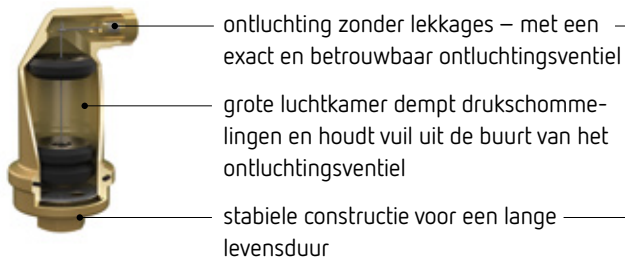 ontluchting zonder lekkages – met een
exact en betrouwbaar ontluchtingsventiel
grote luchtkamer dempt drukschomme-
lingen en houdt vuil uit de buurt van het
ontluchtingsventiel
stabiele constructie voor een lange
levensduur